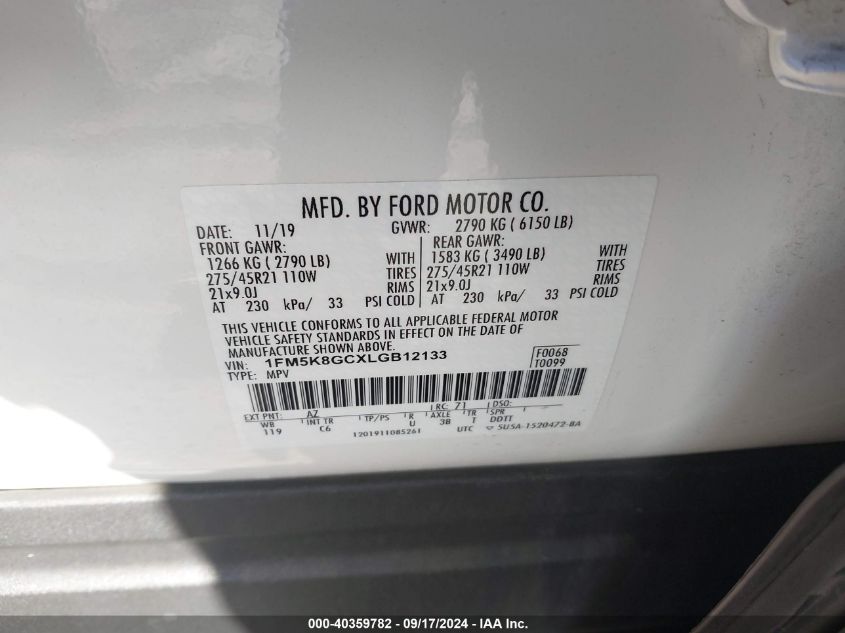 MFD. BY FORD MOTOR CO.
DATE: 11/19 GVWR: 2790 KG ( 6150 LB)
FRONT GAWR: REAR GAWR:
1266 KG ( 2790 LB) WITH 1583 KG ( 3490 LB) WITH
275/45R21 110W TIRES 275/45R21 110W TIRES
21x9.0J RIMS 21x9.0J RIMS
AT 230 kPa/ 33 PSI COLD AT 230 kPa/ 33 PSI COLD
THIS VEHICLE CONFORMS TO ALL APPLICABLE FEDERAL MOTOR
VEHICLE SAFETY STANDARDS IN EFFECT ON THE DATE OF
MANUFACTURE SHOWN ABOVE.
VIN: 1FM5K8GCXLGB12133 F0068
TYPE: MPV T0099
EXT PNT: AZ RC: 71 DSO:
WB INT TR TP/PS R AXLE TR SPR
119 C6 U 3B T DDTT
1201911085261 UTC ▽ 5U5A-1520472-BA
000-40359782 - 09/17/2024 - IAA Inc.